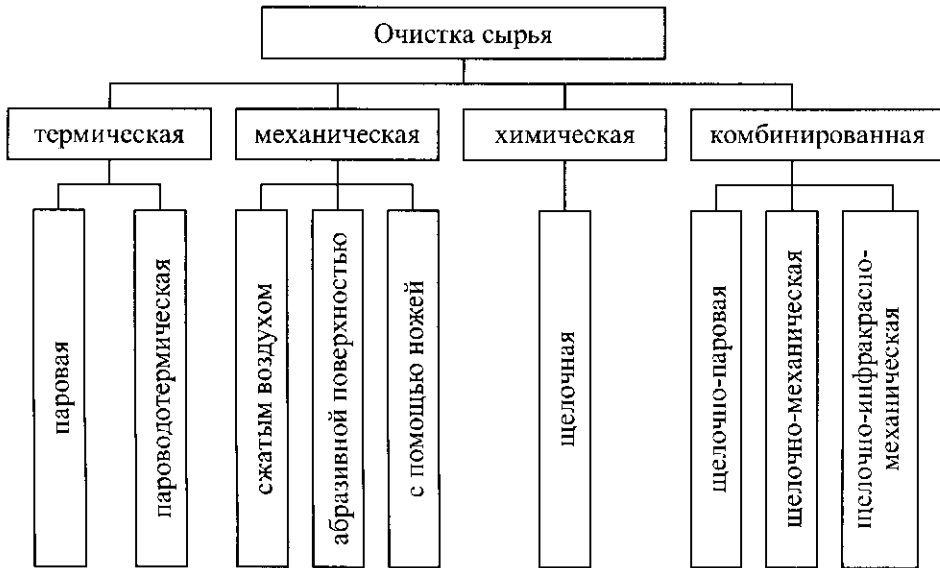 Очистка сырья
термическая
механическая
химическая
комбинированная
паровая
пароводотермическая
сжатым воздухом
абразивной поверхностью
с помощью ножей
щелочная
щелочно-паровая
щелочно-механическая
щелочно-инфракрасно-
механическая